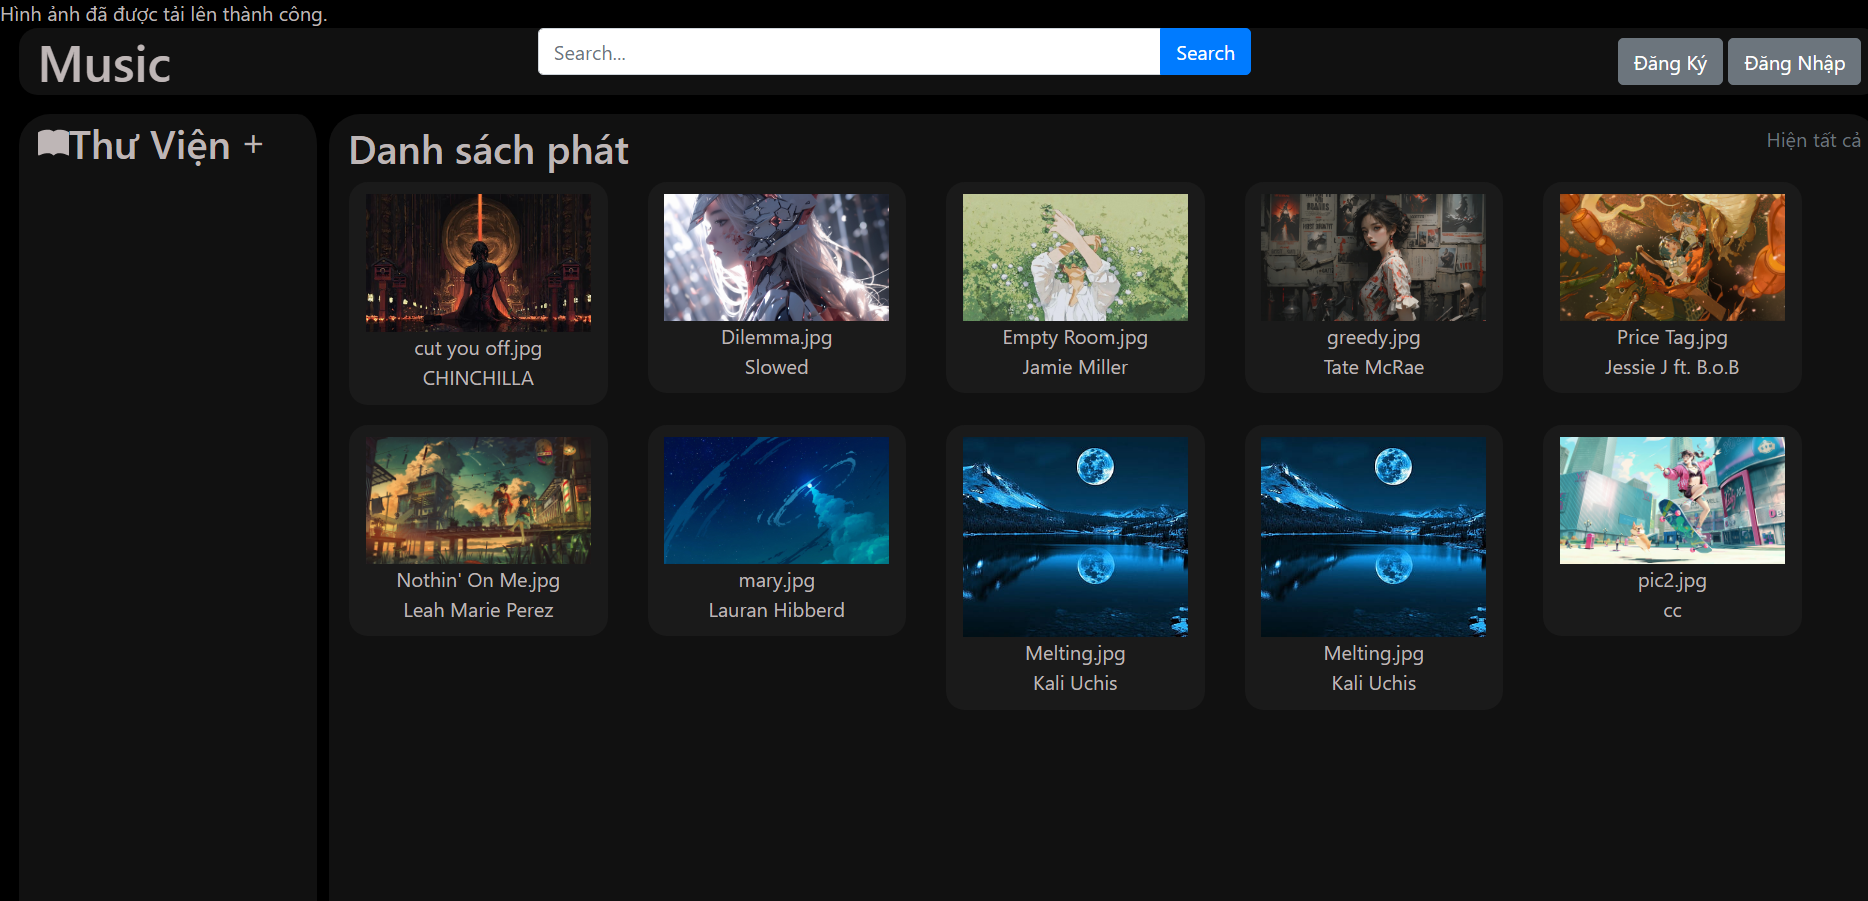 Hình ảnh đã được tải lên thành công.
Music
Search...
Search
Đăng Ký
Đăng Nhập
Thư Viện +
Danh sách phát
Hiện tất cả
cut you off.jpg
CHINCHILLA
Dilemma.jpg
Slowed
Empty Room.jpg
Jamie Miller
greedy.jpg
Tate McRae
Price Tag.jpg
Jessie J ft. B.o.B
Nothin' On Me.jpg
Leah Marie Perez
mary.jpg
Lauran Hibberd
Melting.jpg
Kali Uchis
Melting.jpg
Kali Uchis
pic2.jpg
cc